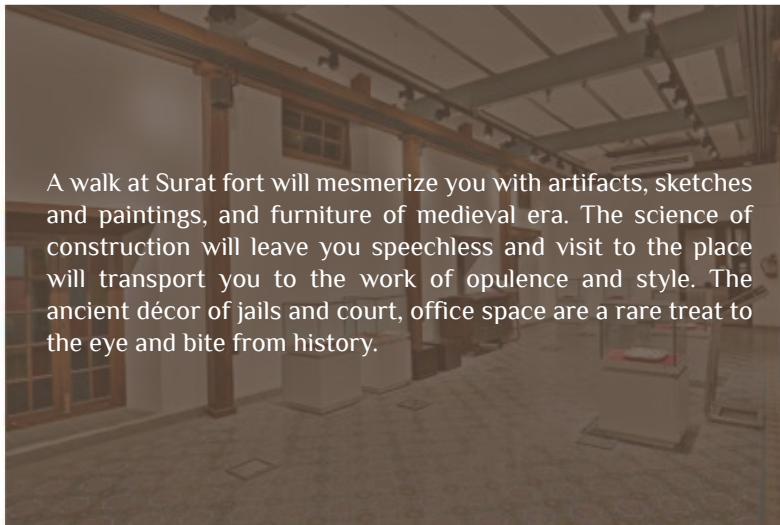 A walk at Surat fort will mesmerize you with artifacts, sketches
and paintings, and furniture of medieval era. The science of
construction will leave you speechless and visit to the place
will transport you to the work of opulence and style. The
ancient décor of jails and court, office space are a rare treat to
the eye and bite from history.